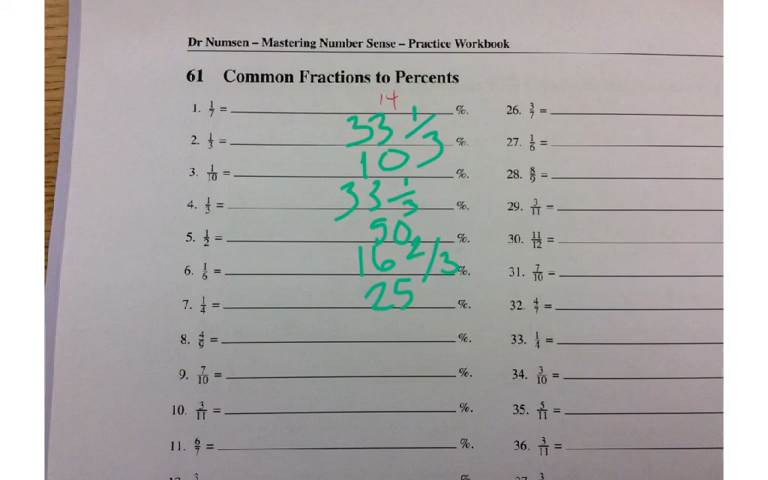 Dr Numsen – Mastering Number Sense – Practice Workbook
61 Common Fractions to Percents
1. 1/7 = 14 %.
2. 1/3 = 33 1/3 %.
3. 1/10 = 10 %.
4. 1/3 = 33 1/3 %.
5. 1/2 = 50 %.
6. 1/6 = 16 2/3 %.
7. 1/4 = 25 %.
8. 4/9 = %.
9. 7/10 = %.
10. 3/11 = %.
11. 6/7 = %.
26. 3/7 =
27. 1/6 =
28. 8/9 =
29. 3/11 =
30. 11/12 =
31. 7/10 =
32. 4/7 =
33. 1/4 =
34. 3/10 =
35. 5/11 =
36. 3/11 =